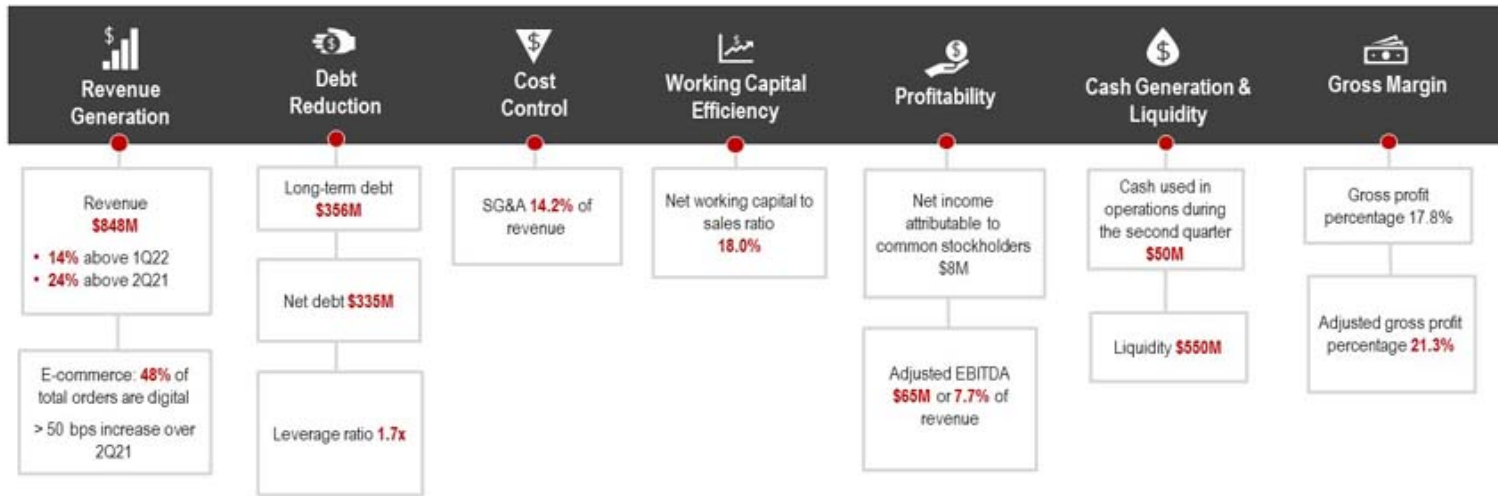 Revenue
Generation
Revenue
$848M
• 14% above 1Q22
• 24% above 2Q21
E-commerce: 48% of
total orders are digital
> 50 bps increase over
2Q21
Debt
Reduction
Long-term debt
$356M
Net debt $335M
Leverage ratio 1.7x
Cost
Control
SG&A 14.2% of
revenue
Working Capital
Efficiency
Net working capital to
sales ratio
18.0%
Profitability
Net income
attributable to
common stockholders
$8M
Adjusted EBITDA
$65M or 7.7% of
revenue
Cash Generation &
Liquidity
Cash used in
operations during
the second quarter
$50M
Liquidity $550M
Gross Margin
Gross profit
percentage 17.8%
Adjusted gross profit
percentage 21.3%